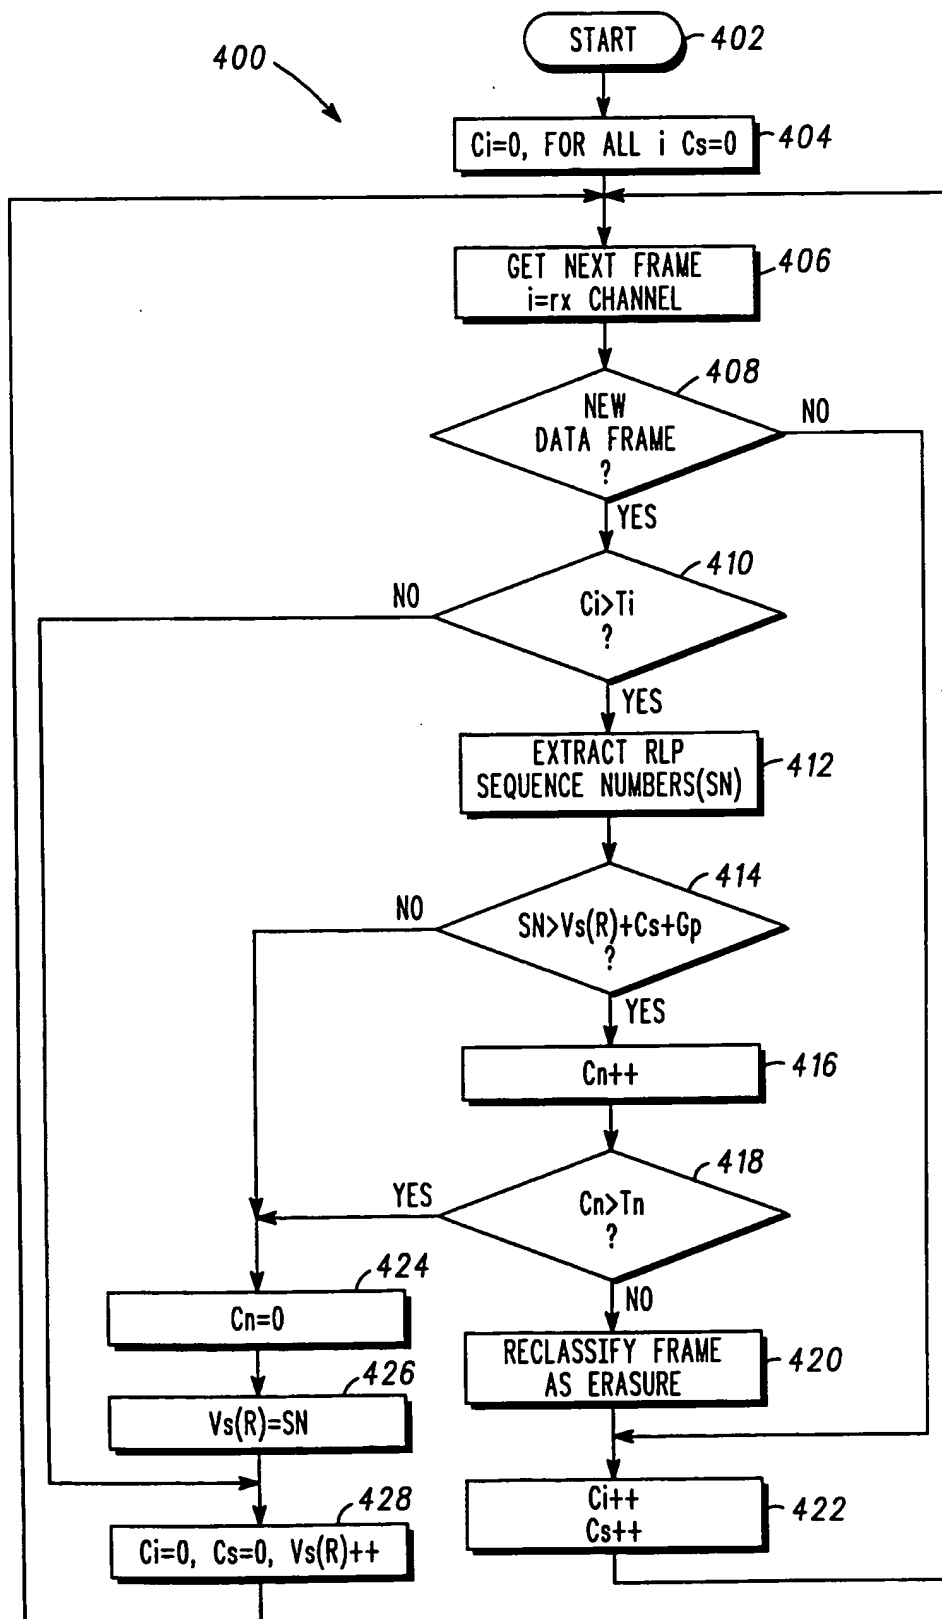 400
START
402
Ci=0, FOR ALL i Cs=0
404
GET NEXT FRAME
i=rx CHANNEL
406
408
NEW
DATA FRAME
?
NO
YES
410
NO
Ci>Ti
?
YES
EXTRACT RLP
SEQUENCE NUMBERS(SN)
412
414
NO
SN>Vs(R)+Cs+Gp
?
YES
Cn++
416
418
YES
Cn>Tn
?
NO
424
Cn=0
RECLASSIFY FRAME
AS ERASURE
420
426
Vs(R)=SN
428
Ci=0, Cs=0, Vs(R)++
Ci++
Cs++
422